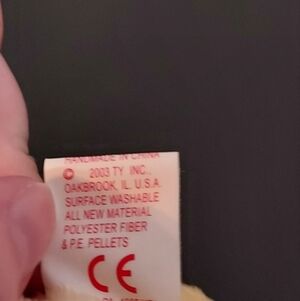 HANDMADE IN CHINA
© 2003 TY INC.,
OAKBROOK, IL. U.S.A.
SURFACE WASHABLE
ALL NEW MATERIAL
POLYESTER FIBER
& P.E. PELLETS
CE